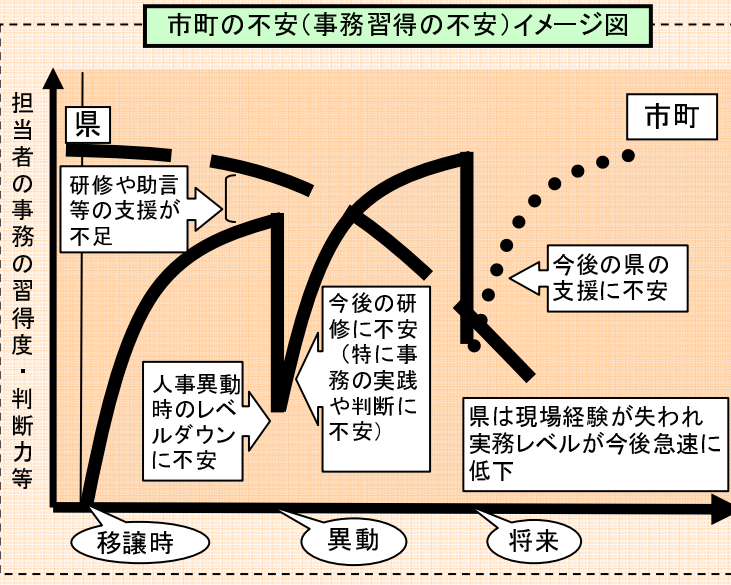 市町の不安（事務習得の不安）イメージ図
担当者の事務の習得度・判断力等
県
市町
研修や助言
等の支援が
不足
今後の県の
支援に不安
今後の研
修に不安
（特に事
務の実践
や判断に
不安）
人事異動
時のレベ
ルダウン
に不安
県は現場経験が失われ
実務レベルが今後急速に
低下
移譲時
異動
将来